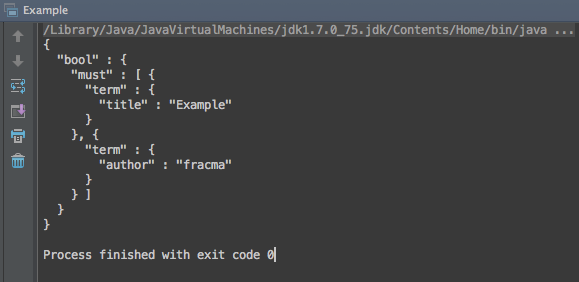 Example
/Library/Java/JavaVirtualMachines/jdk1.7.0_75.jdk/Contents/Home/bin/java ...
{
  "bool" : {
    "must" : [ {
      "term" : {
        "title" : "Example"
      }
    }, {
      "term" : {
        "author" : "fracma"
      }
    } ]
  }
}

Process finished with exit code 0